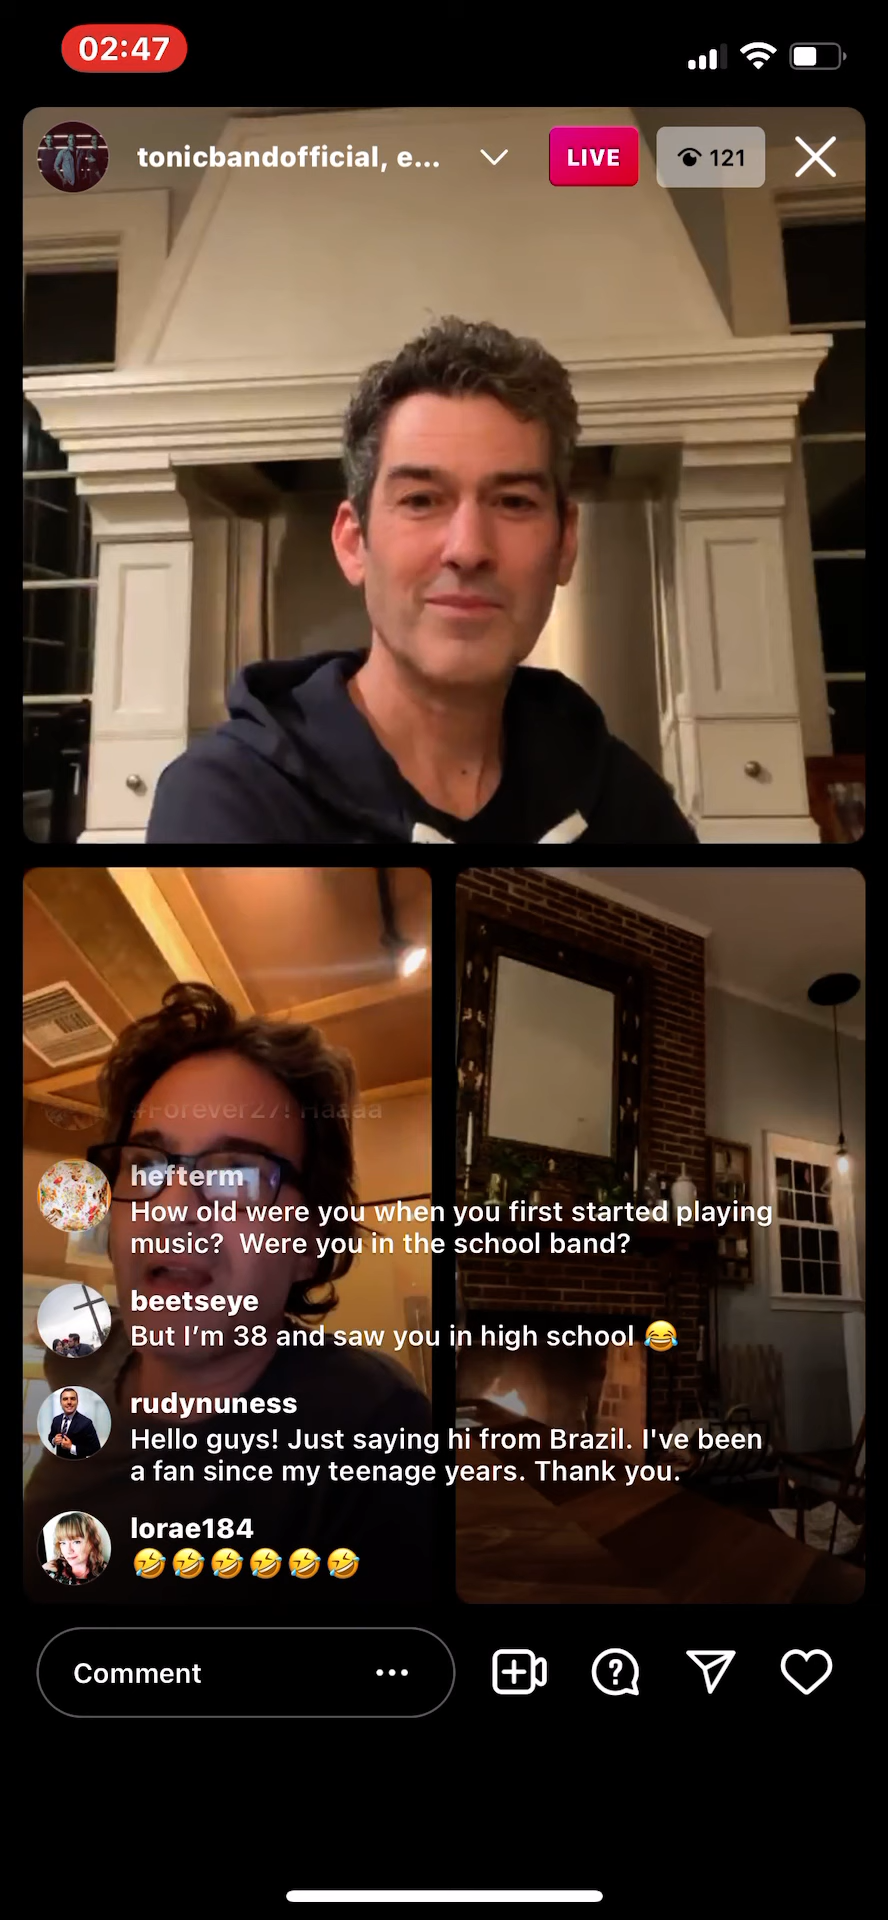 02:47
tonicbandofficial, e...
LIVE
121
#Forever27! Haaaa
hefterm
How old were you when you first started playing
music?  Were you in the school band?
beetseye
But I’m 38 and saw you in high school 😂
rudynuness
Hello guys! Just saying hi from Brazil. I've been
a fan since my teenage years. Thank you.
lorae184
🤣🤣🤣🤣🤣🤣
Comment